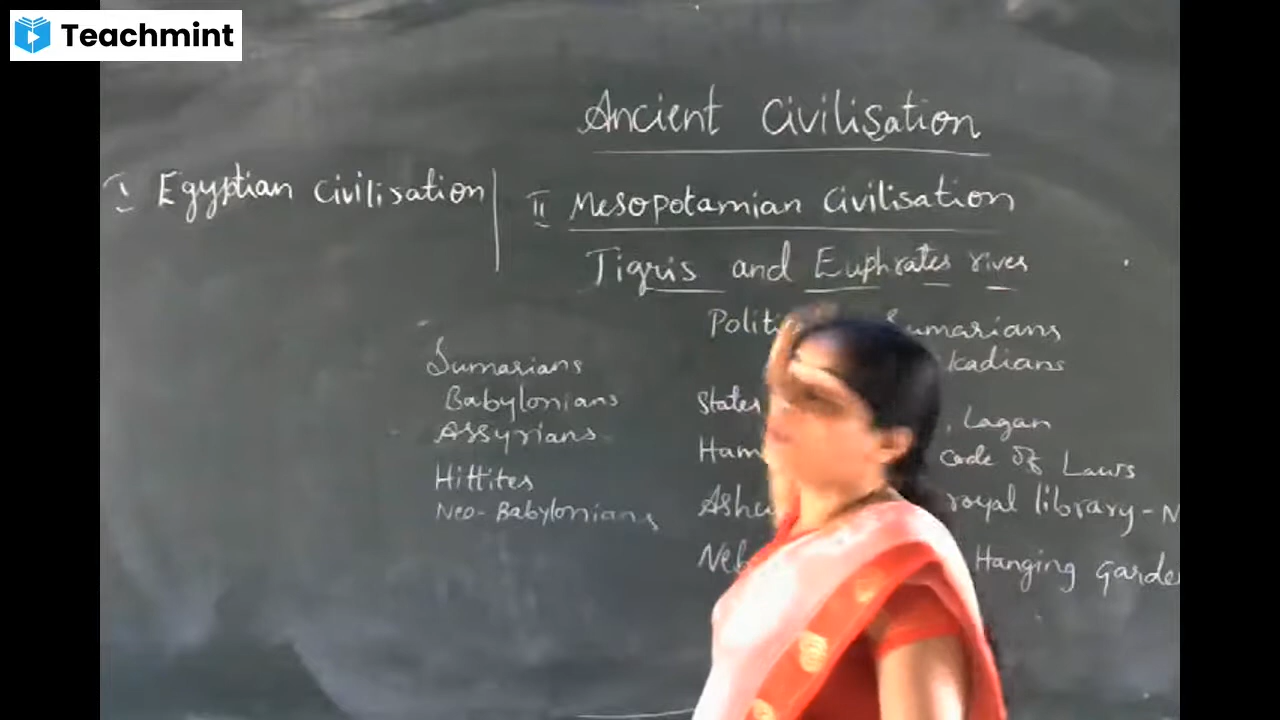 Teachmint
Ancient Civilisation
I Egyptian Civilisation
II Mesopotamian Civilisation
Tigris and Euphrates rives
Sumarians
Babylonians
Assyrians
Hittites
Neo-Babylonians
Sumarians
States
, Lagan
Code Of Laws
royal library - N
Hanging Garde